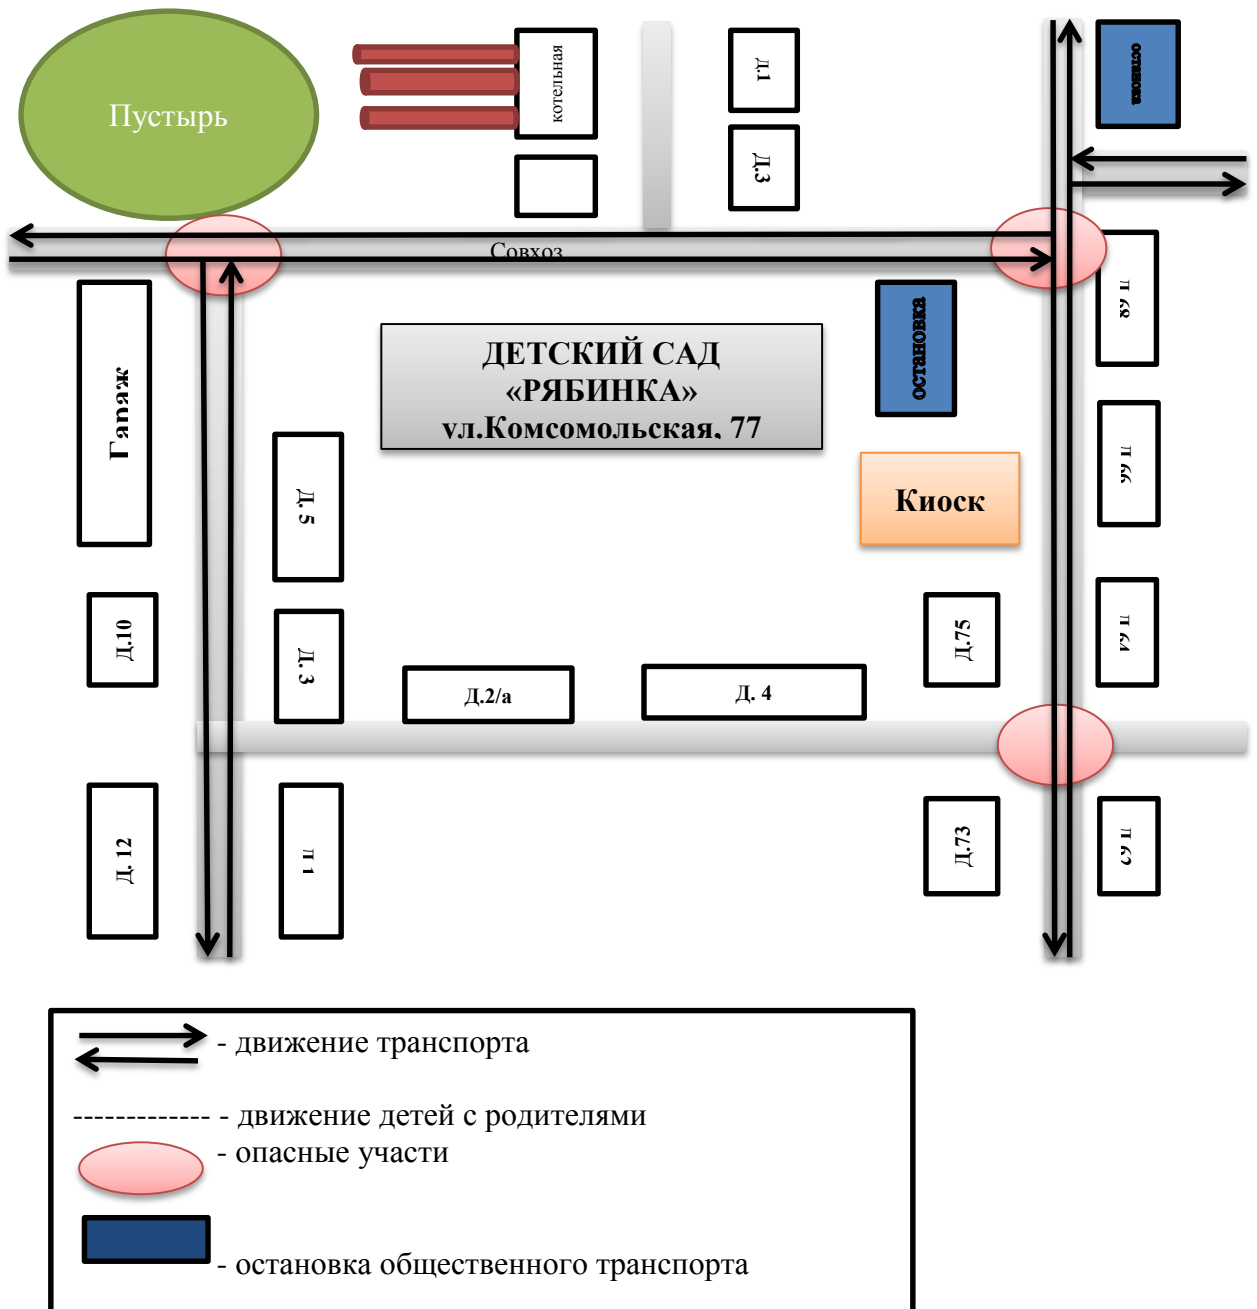 Пустырь
котельная
д.1
Д.3
остановка
Совхоз
остановка
ДЕТСКИЙ САД
«РЯБИНКА»
ул.Комсомольская, 77
Гараж
Киоск
Д. 5
Д.10
Д. 3
Д.75
Д.2/а
Д. 4
Д. 12
Д.73
- движение транспорта
------------- - движение детей с родителями
- опасные участи
- остановка общественного транспорта